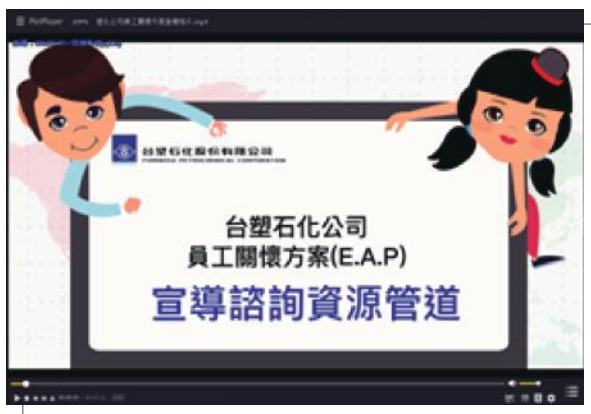 PotPlayer
台塑石化股份有限公司
FORMOSA PETROCHEMICAL CORPORATION
台塑石化公司
員工關懷方案(E.A.P)
宣導諮詢資源管道